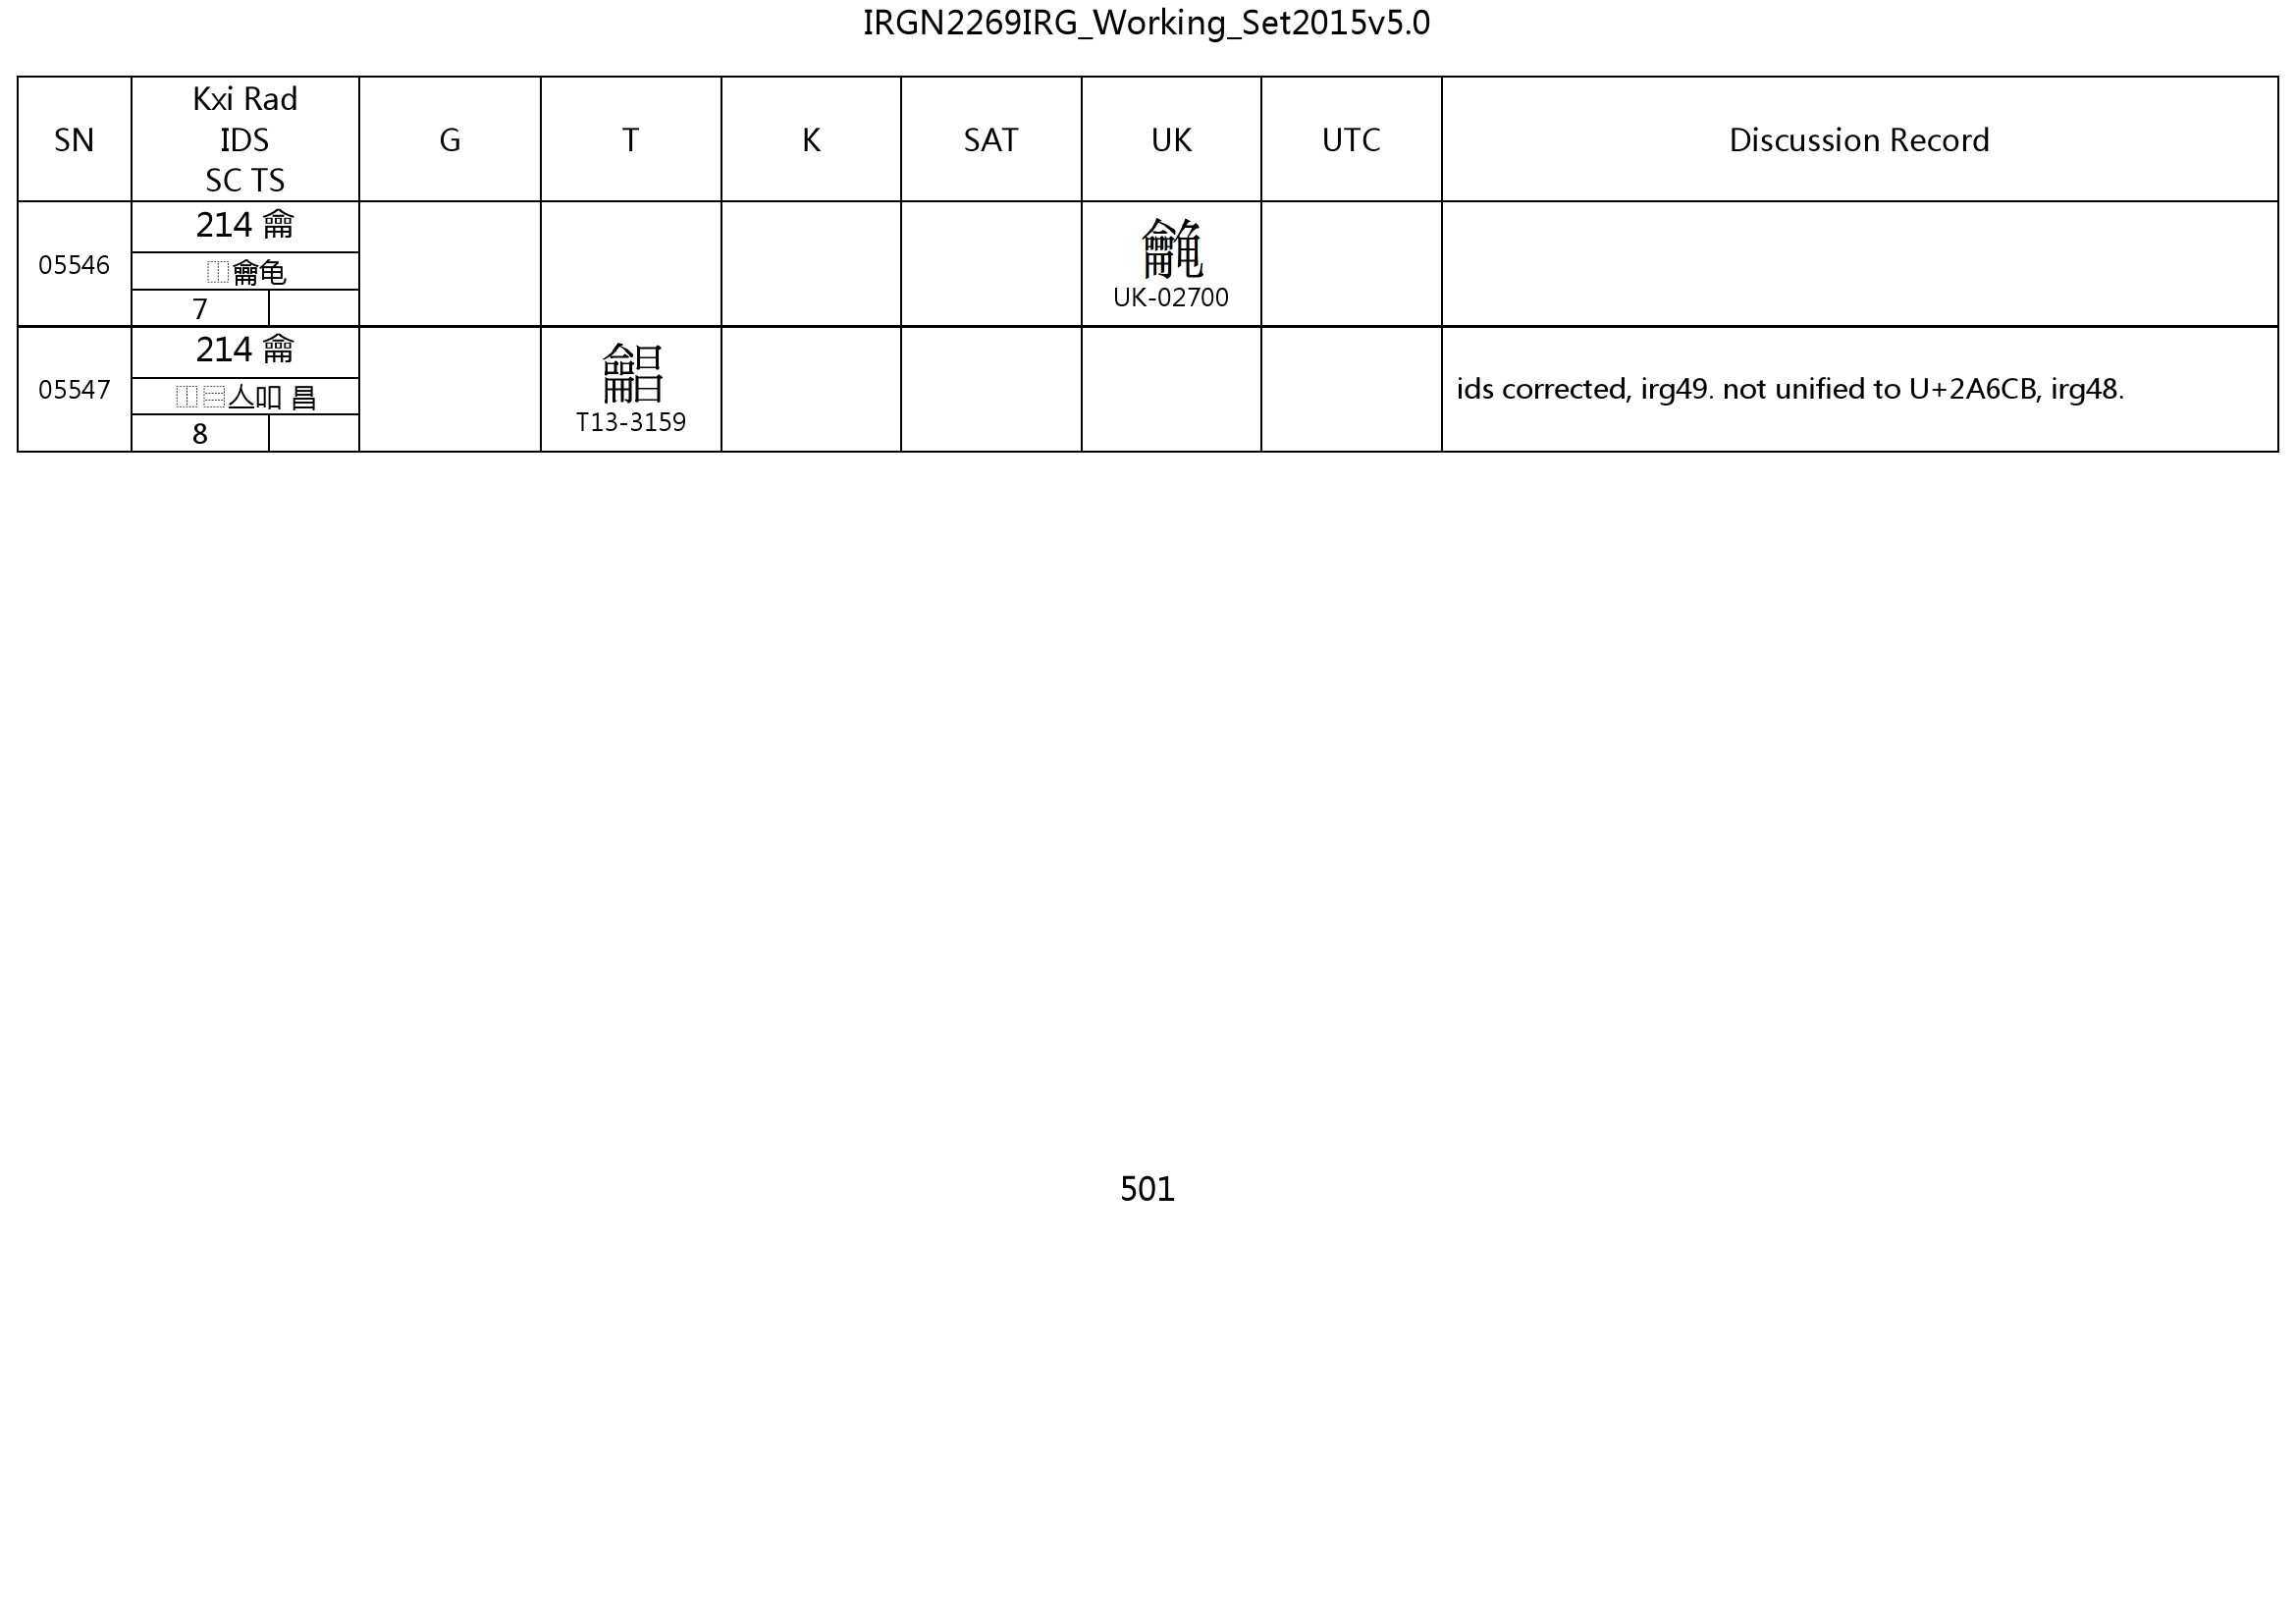 IRGN2269IRG_Working_Set2015v5.0
SN
Kxi Rad
IDS
SC TS
G
T
K
SAT
UK
UTC
Discussion Record
05546
214 龠
⿰龠龟
7
UK-02700
05547
214 龠
⿰⿳亼吅 昌
8
T13-3159
ids corrected, irg49. not unified to U+2A6CB, irg48.
501